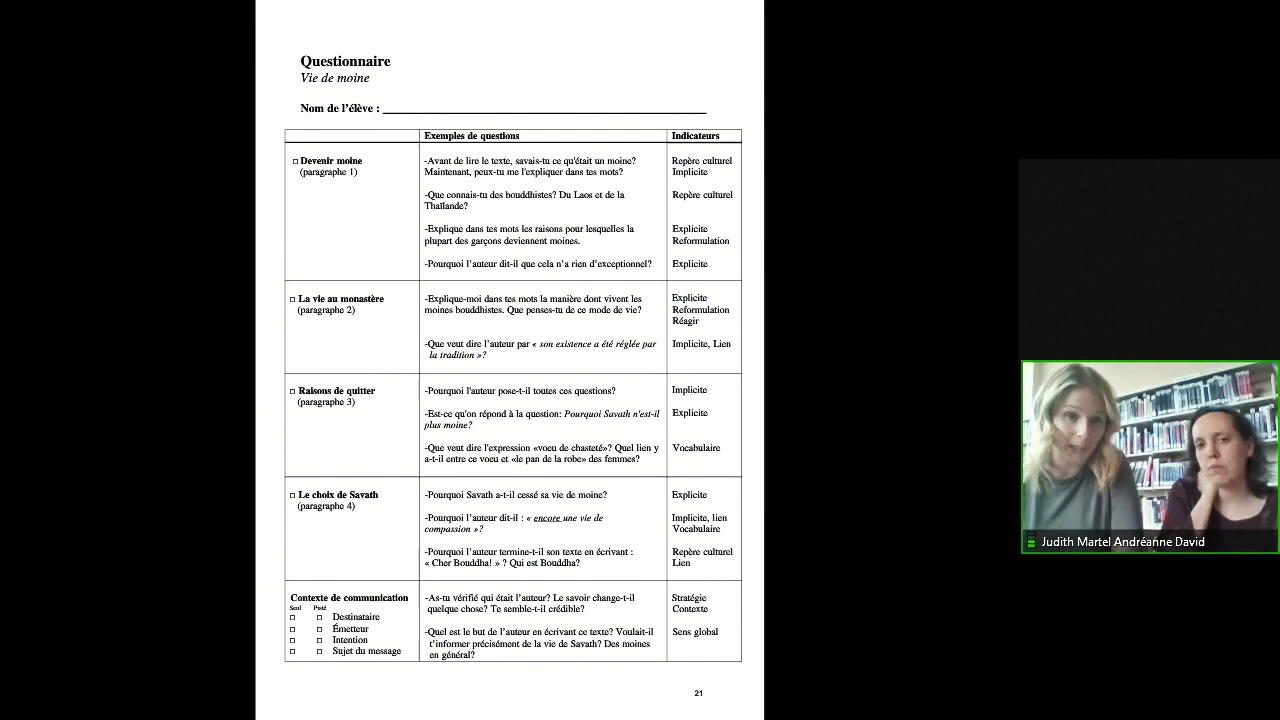 Questionnaire
Vie de moine
Nom de l'élève :
Exemples de questions
Indicateurs
Devenir moine
(paragraphe 1)
-Avant de lire le texte, savais-tu ce qu'était un moine?
Maintenant, peux-tu me l'expliquer dans tes mots?
Repère culturel
Implicite
-Que connais-tu des bouddhistes? Du Laos et de la
Thaïlande?
Repère culturel
-Explique dans tes mots les raisons pour lesquelles la
plupart des garçons deviennent moines.
Explicite
Reformulation
-Pourquoi l'auteur dit-il que cela n'a rien d'exceptionnel?
Explicite
La vie au monastère
(paragraphe 2)
-Explique-moi dans tes mots la manière dont vivent les
moines bouddhistes. Que penses-tu de ce mode de vie?
Explicite
Reformulation
Réagir
-Que veut dire l'auteur par « son existence a été réglée par
la tradition »?
Implicite, Lien
Raisons de quitter
(paragraphe 3)
-Pourquoi l'auteur pose-t-il toutes ces questions?
Implicite
-Est-ce qu'on répond à la question: Pourquoi Savath n'est-il
plus moine?
Explicite
-Que veut dire l'expression «voeu de chasteté»? Quel lien y
a-t-il entre ce voeu et «le pan de la robe» des femmes?
Vocabulaire
Le choix de Savath
(paragraphe 4)
-Pourquoi Savath a-t-il cessé sa vie de moine?
Explicite
-Pourquoi l'auteur dit-il : « encore une vie de
compassion »?
Implicite, lien
Vocabulaire
-Pourquoi l'auteur termine-t-il son texte en écrivant :
« Cher Bouddha! » ? Qui est Bouddha?
Repère culturel
Lien
Contexte de communication
Seul Pisté
Destinataire
Émetteur
Intention
Sujet du message
-As-tu vérifié qui était l'auteur? Le savoir change-t-il
quelque chose? Te semble-t-il crédible?
Stratégie
Contexte
-Quel est le but de l'auteur en écrivant ce texte? Voulait-il
t'informer précisément de la vie de Savath? Des moines
en général?
Sens global
21
Judith Martel Andréanne David